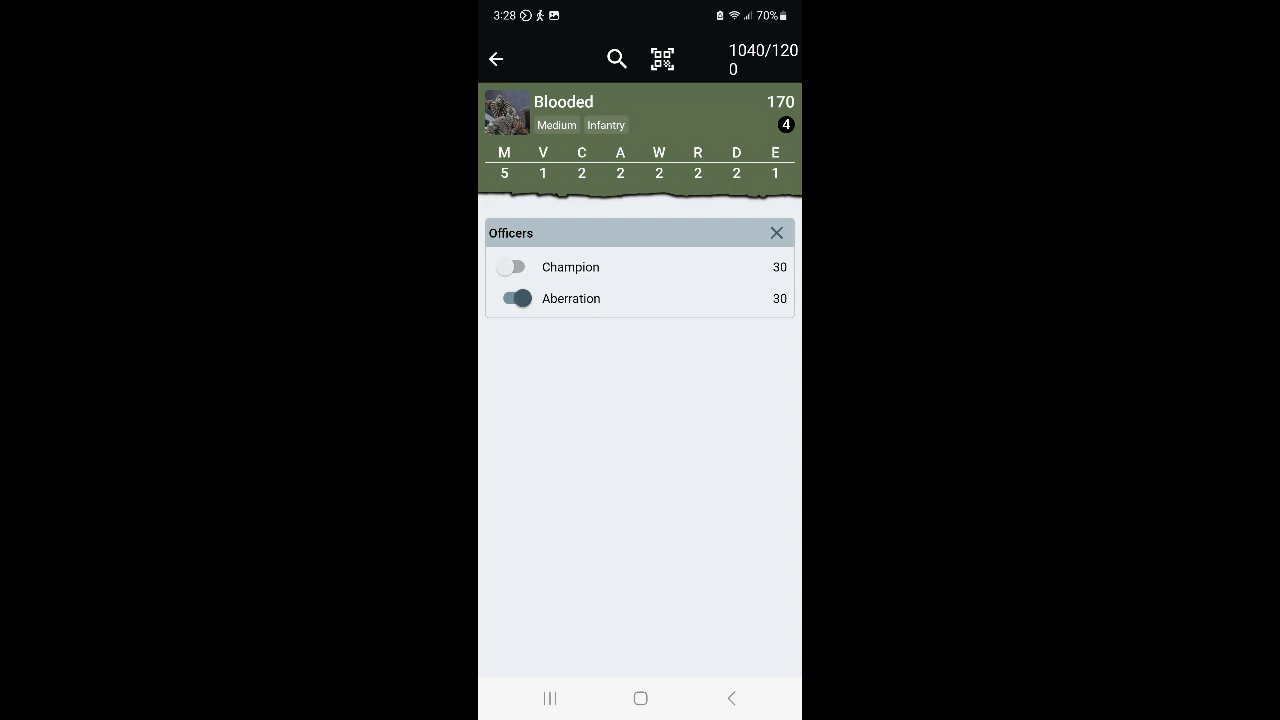 3:28 70%
1040/120
0
Blooded 170
Medium Infantry 4
M V C A W R D E
5 1 2 2 2 2 2 1
Officers
Champion 30
Aberration 30